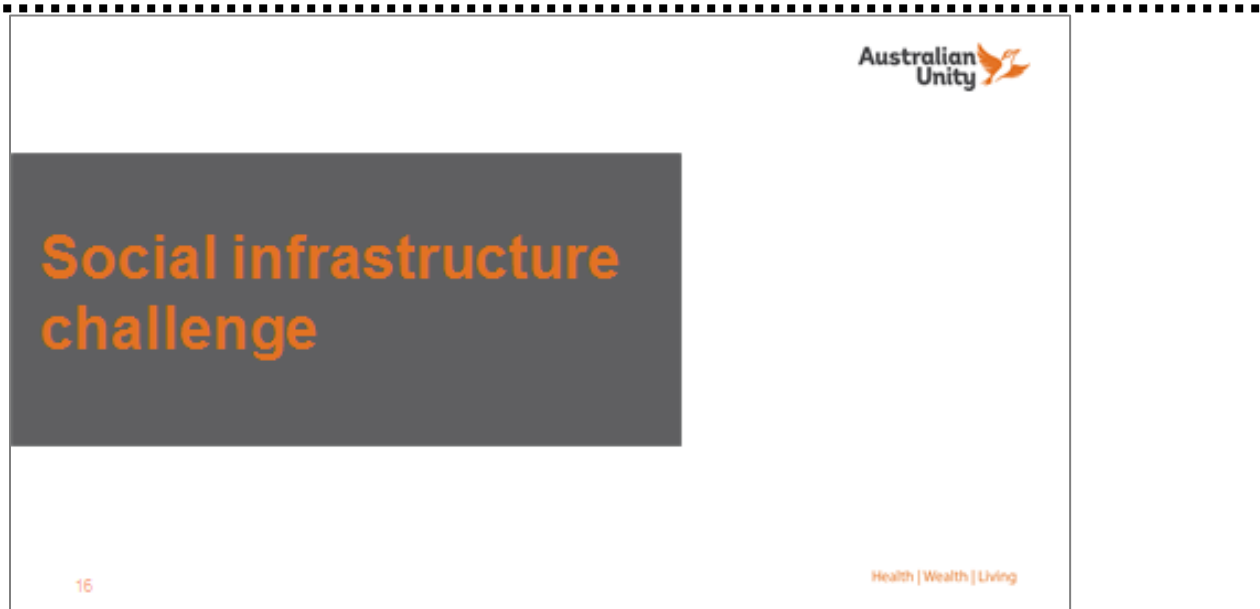 Australian
Unity
Social infrastructure
challenge
16
Health | Wealth | Living